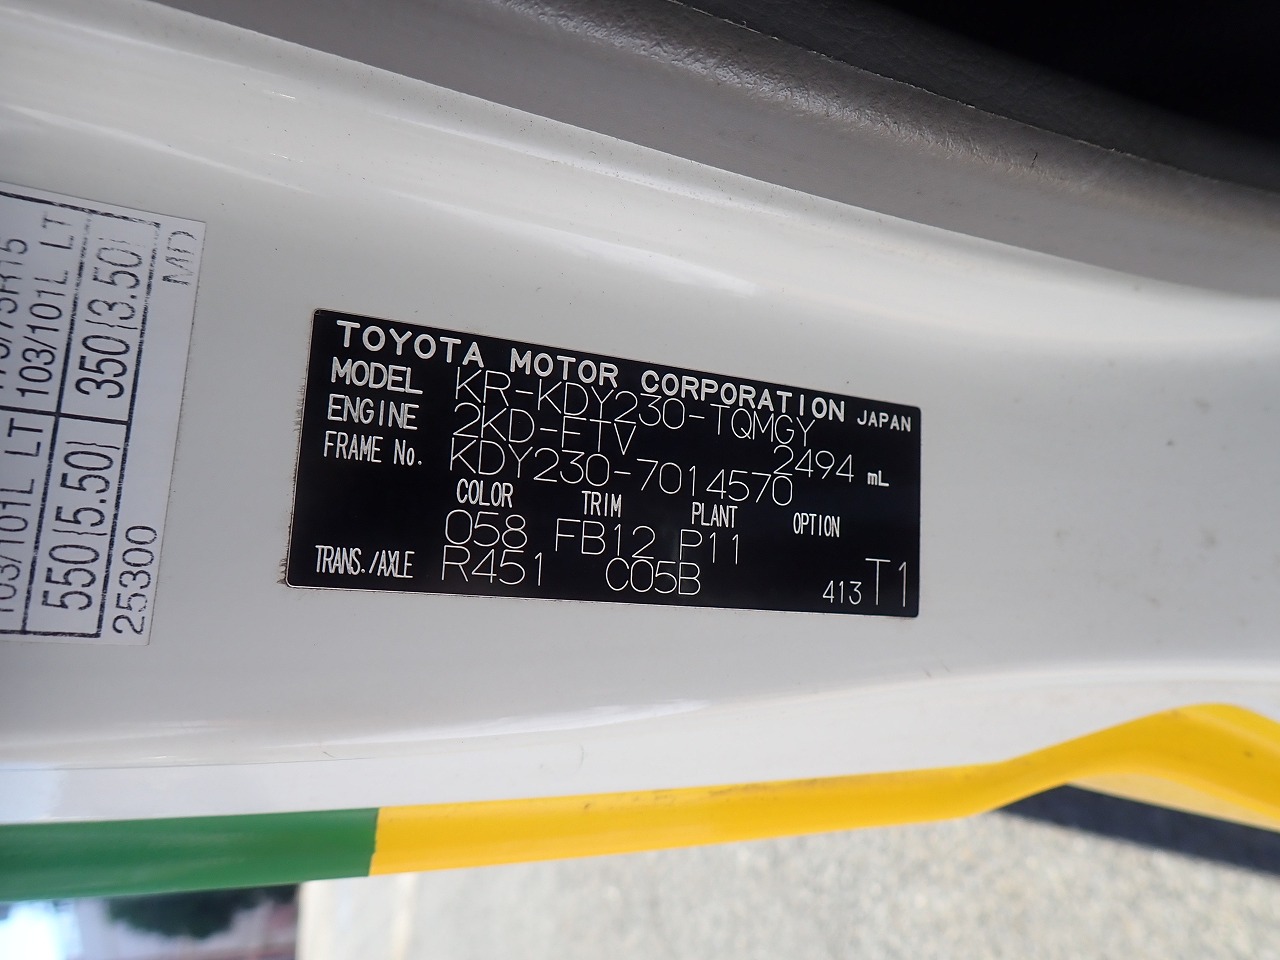 TOYOTA MOTOR CORPORATION JAPAN
MODEL KR-KDY230-TQMGY
ENGINE 2KD-FTV 2494 mL
FRAME No. KDY230-7014570
COLOR TRIM PLANT OPTION
058 FB12 P11
TRANS./AXLE R451 C05B
413 T1
103/101L LT 103/101L LT
550(5.50) 350(3.50)
25300 MD